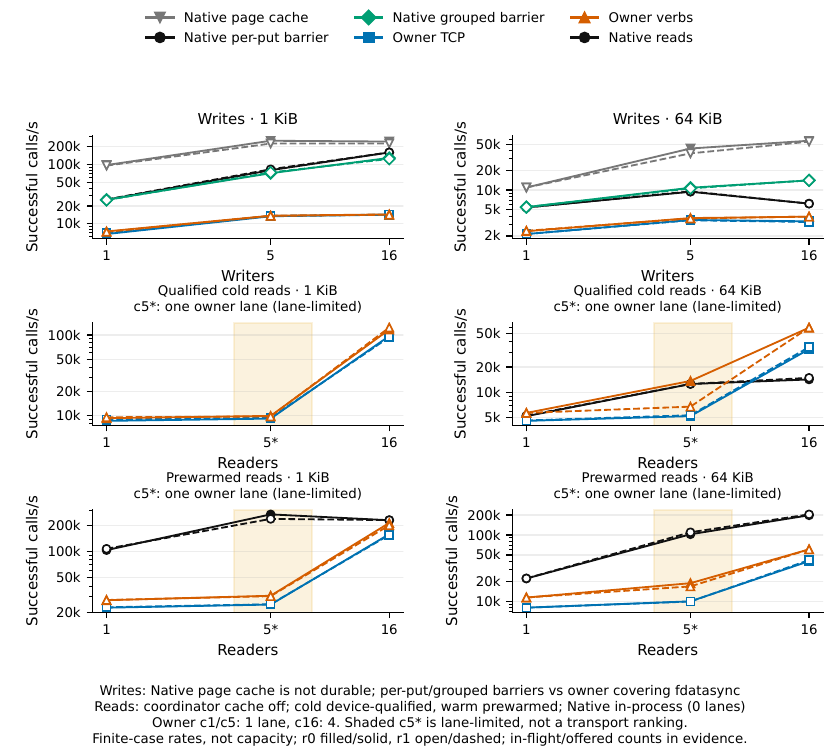 Native page cache
Native per-put barrier
Native grouped barrier
Owner TCP
Owner verbs
Native reads
Writes · 1 KiB
Successful calls/s
200k
100k
50k
20k
10k
1
5
16
Writers
Writes · 64 KiB
Successful calls/s
50k
20k
10k
5k
2k
1
5
16
Writers
Qualified cold reads · 1 KiB
c5*: one owner lane (lane-limited)
Successful calls/s
100k
50k
20k
10k
1
5*
16
Readers
Qualified cold reads · 64 KiB
c5*: one owner lane (lane-limited)
Successful calls/s
50k
20k
10k
5k
1
5*
16
Readers
Prewarmed reads · 1 KiB
c5*: one owner lane (lane-limited)
Successful calls/s
200k
100k
50k
20k
1
5*
16
Readers
Prewarmed reads · 64 KiB
c5*: one owner lane (lane-limited)
Successful calls/s
200k
100k
50k
20k
10k
1
5*
16
Readers
Writes: Native page cache is not durable; per-put/grouped barriers vs owner covering fdatasync
Reads: coordinator cache off; cold device-qualified, warm prewarmed; Native in-process (0 lanes)
Owner c1/c5: 1 lane, c16: 4. Shaded c5* is lane-limited, not a transport ranking.
Finite-case rates, not capacity; r0 filled/solid, r1 open/dashed; in-flight/offered counts in evidence.